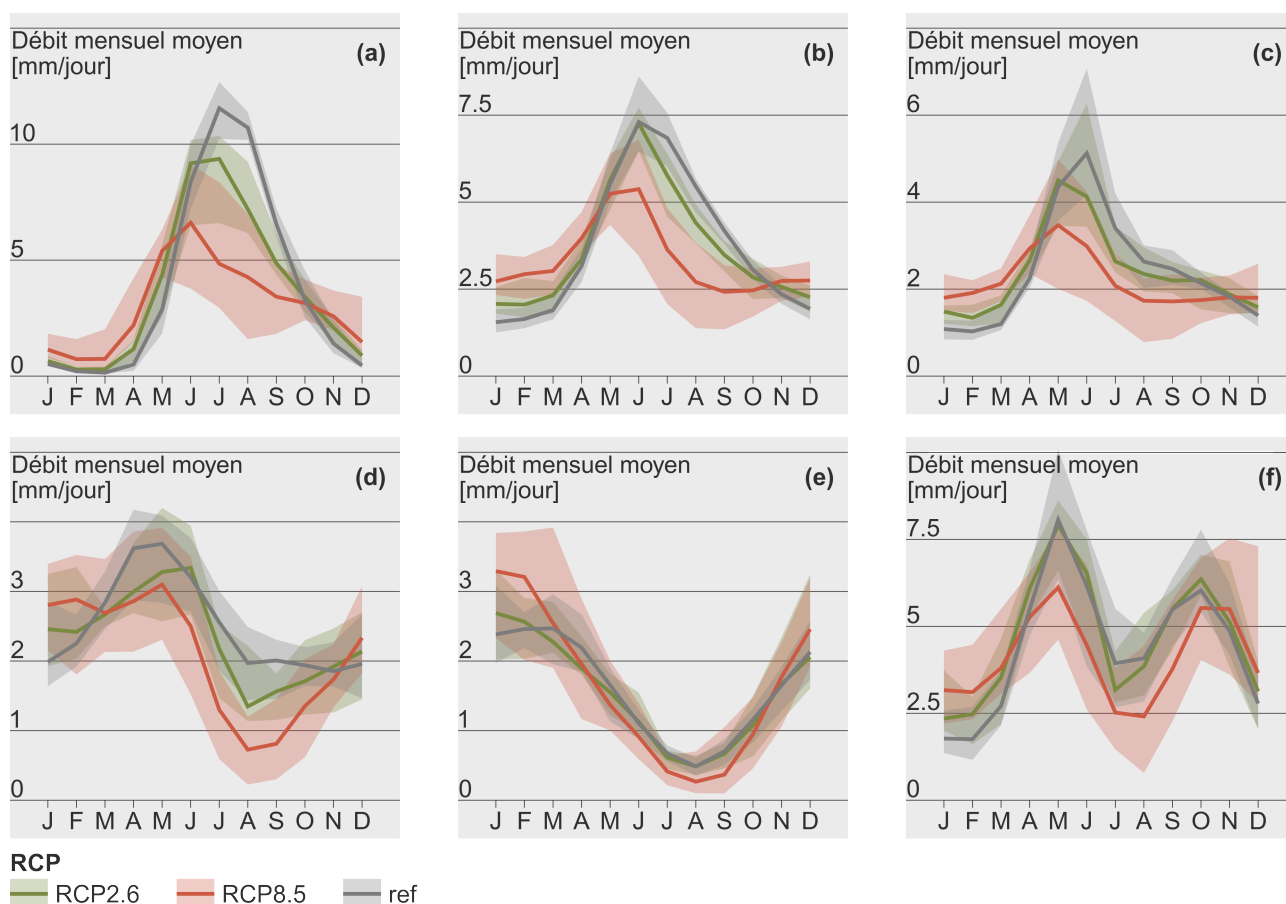 Débit mensuel moyen
[mm/jour]
(a)
10
5
0
J F M A M J J A S O N D
Débit mensuel moyen
[mm/jour]
(b)
7.5
5
2.5
0
J F M A M J J A S O N D
Débit mensuel moyen
[mm/jour]
(c)
6
4
2
0
J F M A M J J A S O N D
Débit mensuel moyen
[mm/jour]
(d)
3
2
1
0
J F M A M J J A S O N D
Débit mensuel moyen
[mm/jour]
(e)
3
2
1
0
J F M A M J J A S O N D
Débit mensuel moyen
[mm/jour]
(f)
7.5
5
2.5
0
J F M A M J J A S O N D
RCP
RCP2.6 RCP8.5 ref